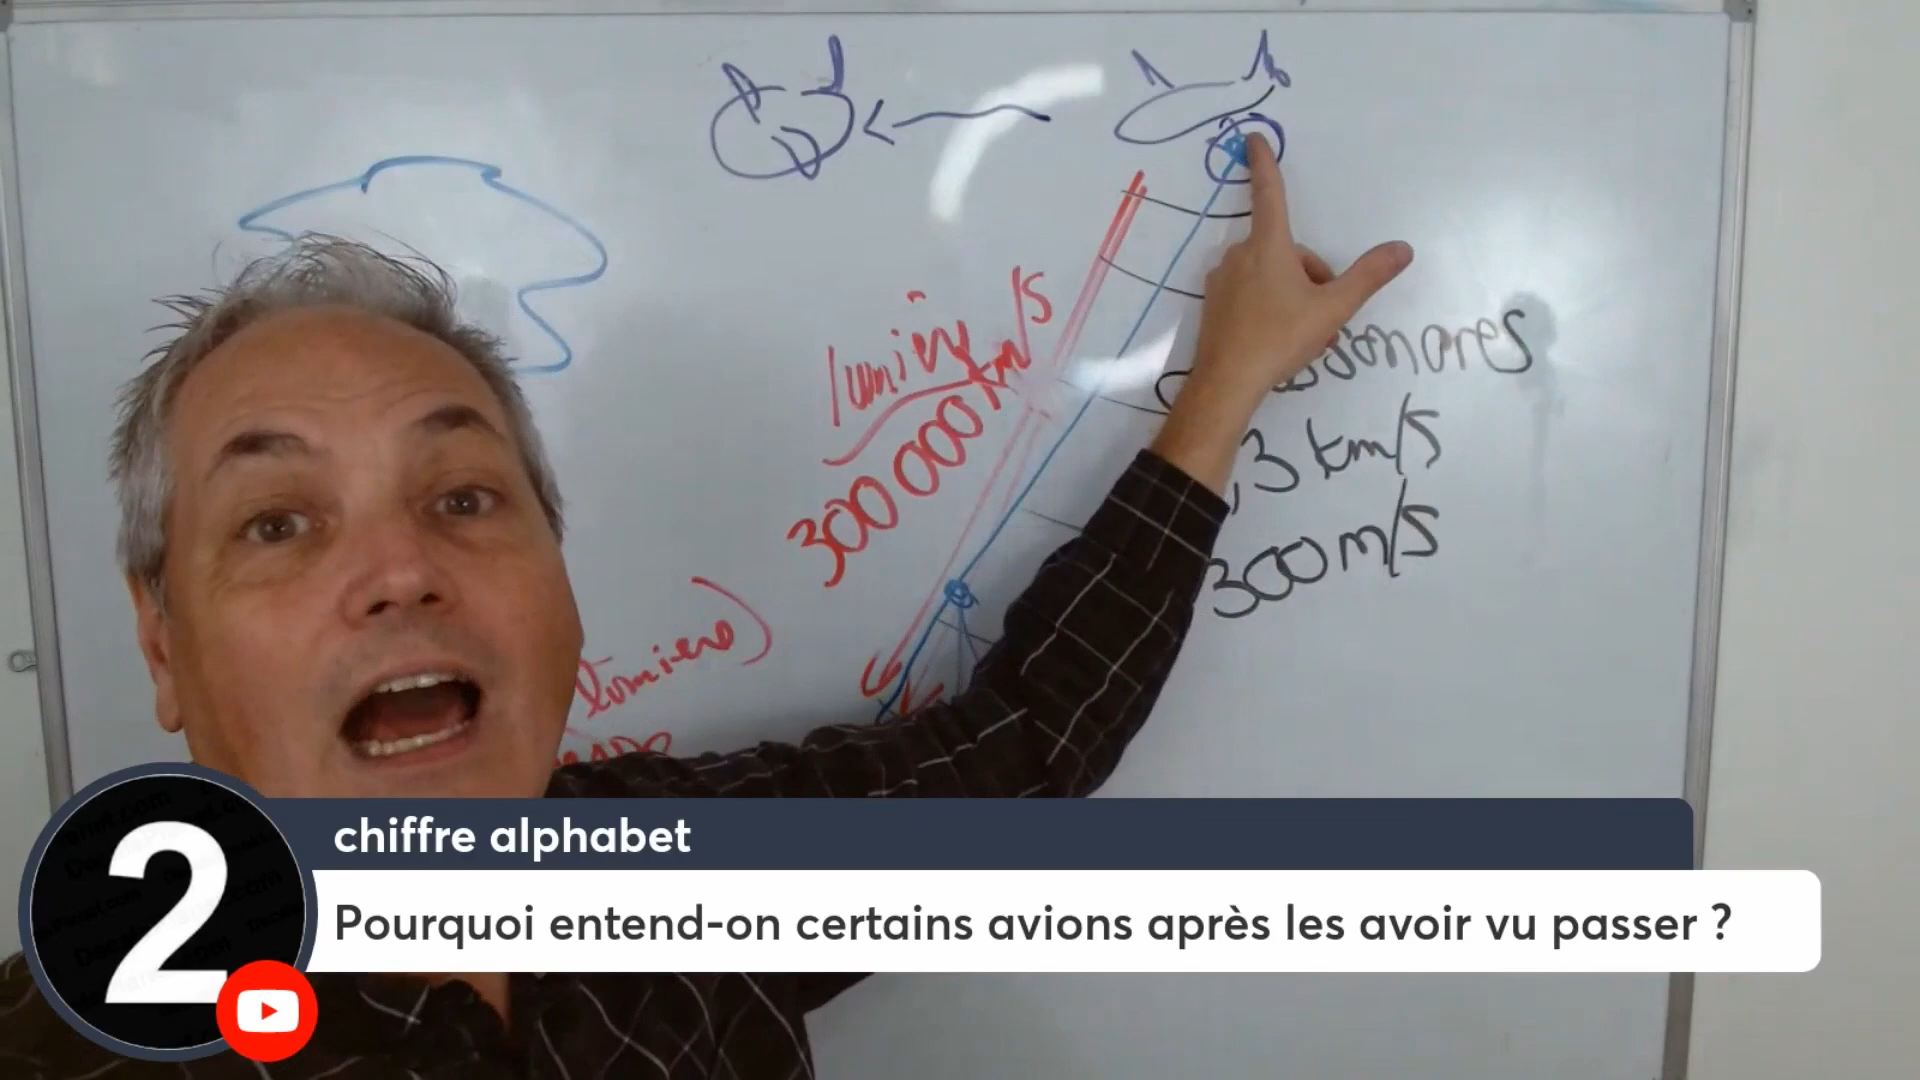 lumière
300 000 km/s
,3 km/s
300 m/s
lumière)
2
chiffre alphabet
Pourquoi entend-on certains avions après les avoir vu passer ?